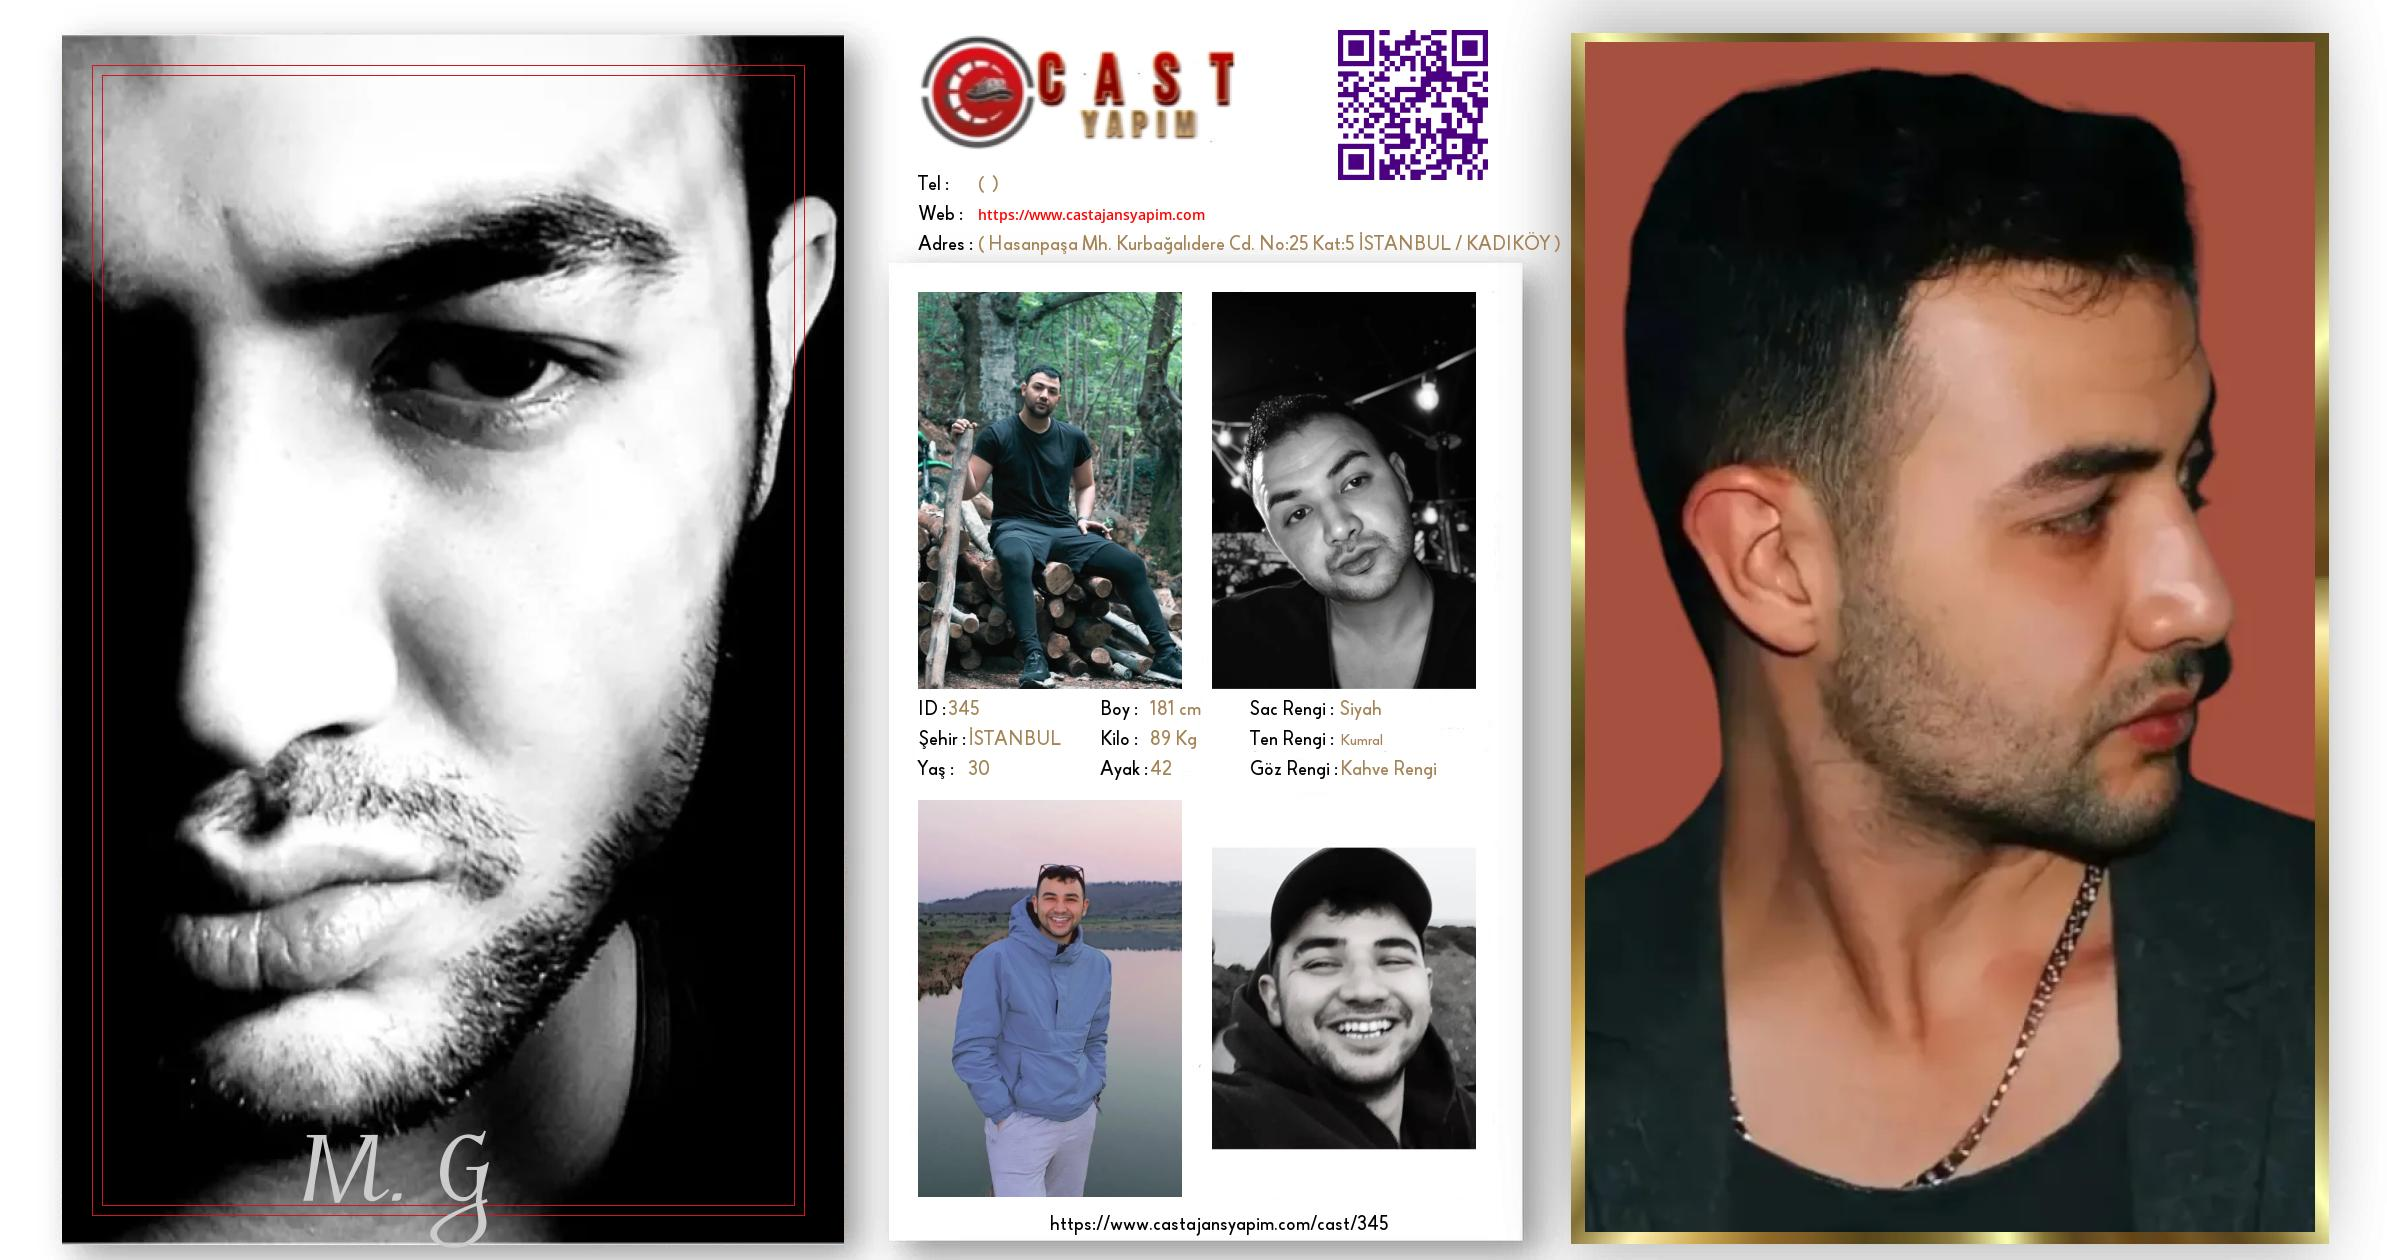 M. G
CAST
YAPIM
Tel : ( )
Web : https://www.castajansyapim.com
Adres : ( Hasanpaşa Mh. Kurbağalıdere Cd. No:25 Kat:5 İSTANBUL / KADIKÖY )
ID : 345 Boy : 181 cm Sac Rengi : Siyah
Şehir : İSTANBUL Kilo : 89 Kg Ten Rengi : Kumral
Yaş : 30 Ayak : 42 Göz Rengi : Kahve Rengi
https://www.castajansyapim.com/cast/345